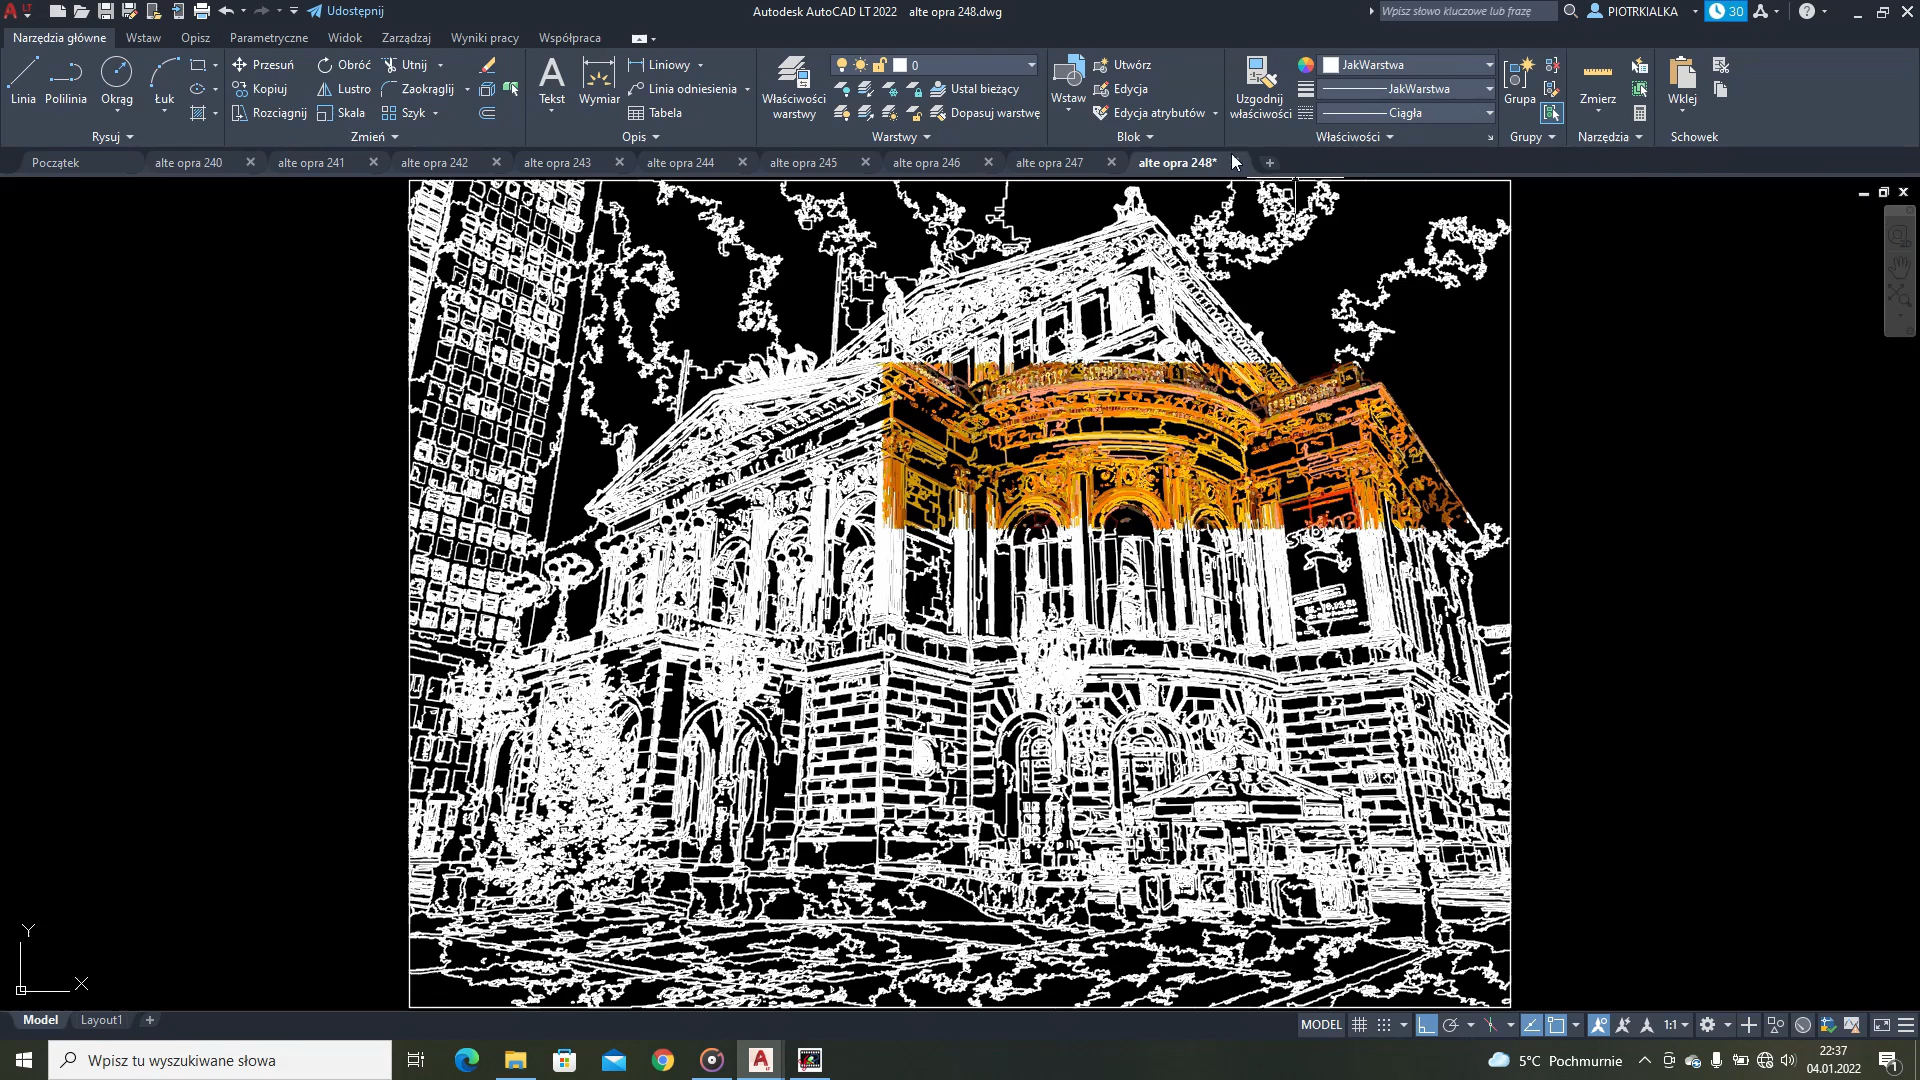 Udostępnij
Autodesk AutoCAD LT 2022 alte opra 248.dwg
Wpisz słowo kluczowe lub frazę
PIOTRKIALKA
30
Narzędzia główne Wstaw Opisz Parametryczne Widok Zarządzaj Wyniki pracy Współpraca
Linia Polilinia Okrąg Łuk
Rysuj
Przesuń Obróć Utnij
Kopiuj Lustro Zaokrąglij
Rozciągnij Skala Szyk
Zmień
Tekst Wymiar
Liniowy
Linia odniesienia
Tabela
Opis
Właściwości
warstwy
0
Ustal bieżący
Dopasuj warstwę
Warstwy
Wstaw
Utwórz
Edycja
Edycja atrybutów
Blok
Uzgodnij
właściwości
JakWarstwa
JakWarstwa
Ciągła
Właściwości
Grupa
Grupy
Zmierz
Narzędzia
Wklej
Schowek
Początek alte opra 240 alte opra 241 alte opra 242 alte opra 243 alte opra 244 alte opra 245 alte opra 246 alte opra 247 alte opra 248*
Y
X
Model Layout1
MODEL
1:1
Wpisz tu wyszukiwane słowa
5°C Pochmurnie
22:37
04.01.2022
1